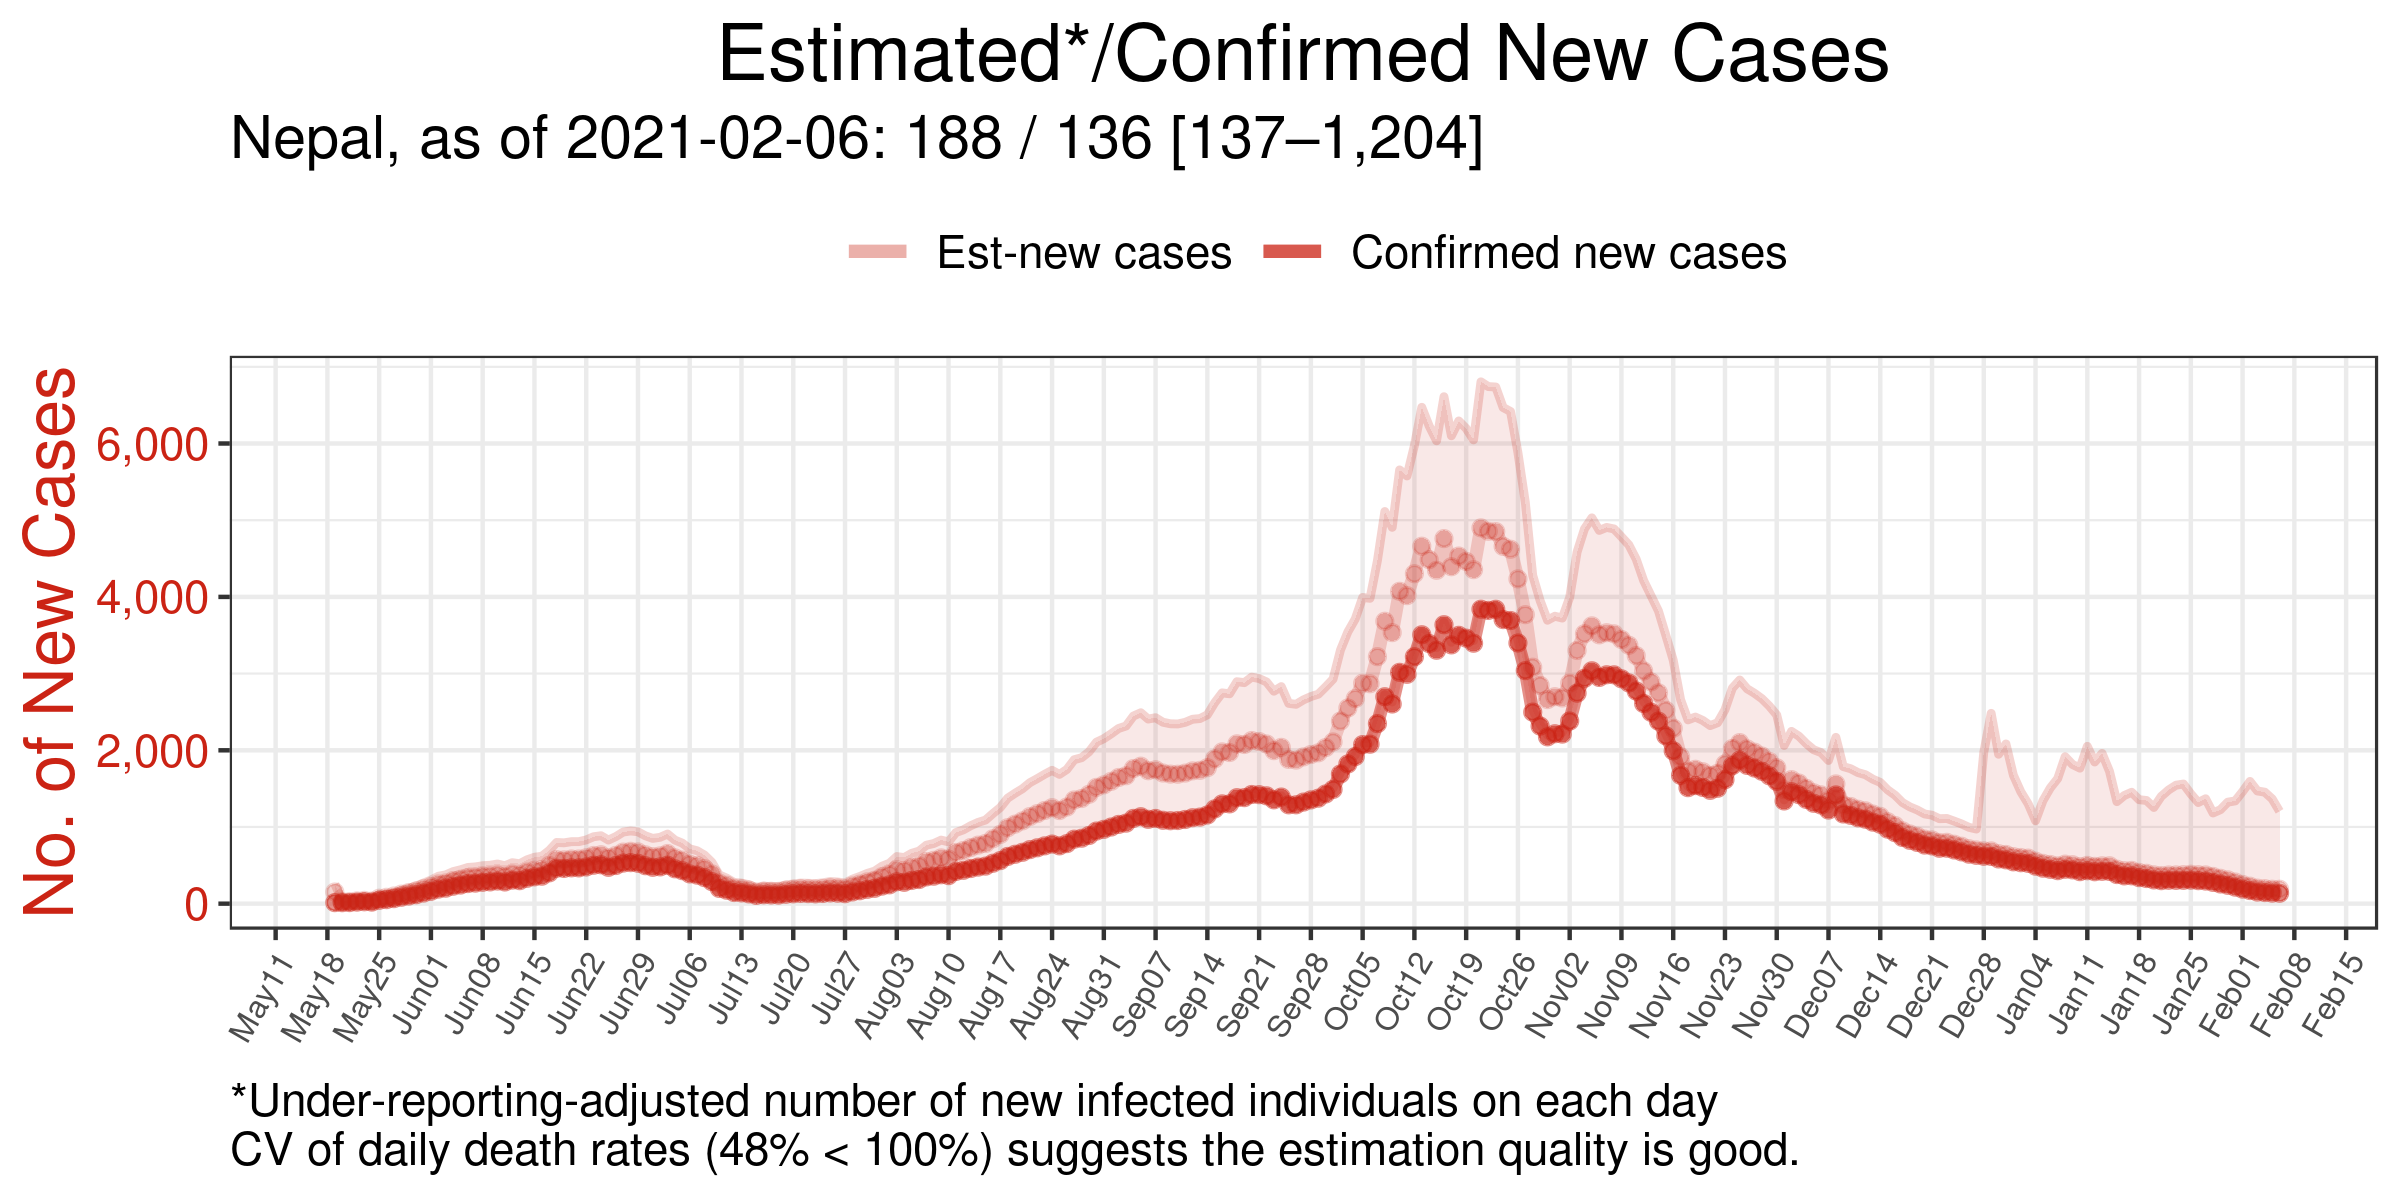 Estimated*/Confirmed New Cases
Nepal, as of 2021-02-06: 188 / 136 [137–1,204]
Est-new cases
Confirmed new cases
No. of New Cases
6,000
4,000
2,000
0
May11
May18
May25
Jun01
Jun08
Jun15
Jun22
Jun29
Jul06
Jul13
Jul20
Jul27
Aug03
Aug10
Aug17
Aug24
Aug31
Sep07
Sep14
Sep21
Sep28
Oct05
Oct12
Oct19
Oct26
Nov02
Nov09
Nov16
Nov23
Nov30
Dec07
Dec14
Dec21
Dec28
Jan04
Jan11
Jan18
Jan25
Feb01
Feb08
Feb15
*Under-reporting-adjusted number of new infected individuals on each day
CV of daily death rates (48% < 100%) suggests the estimation quality is good.